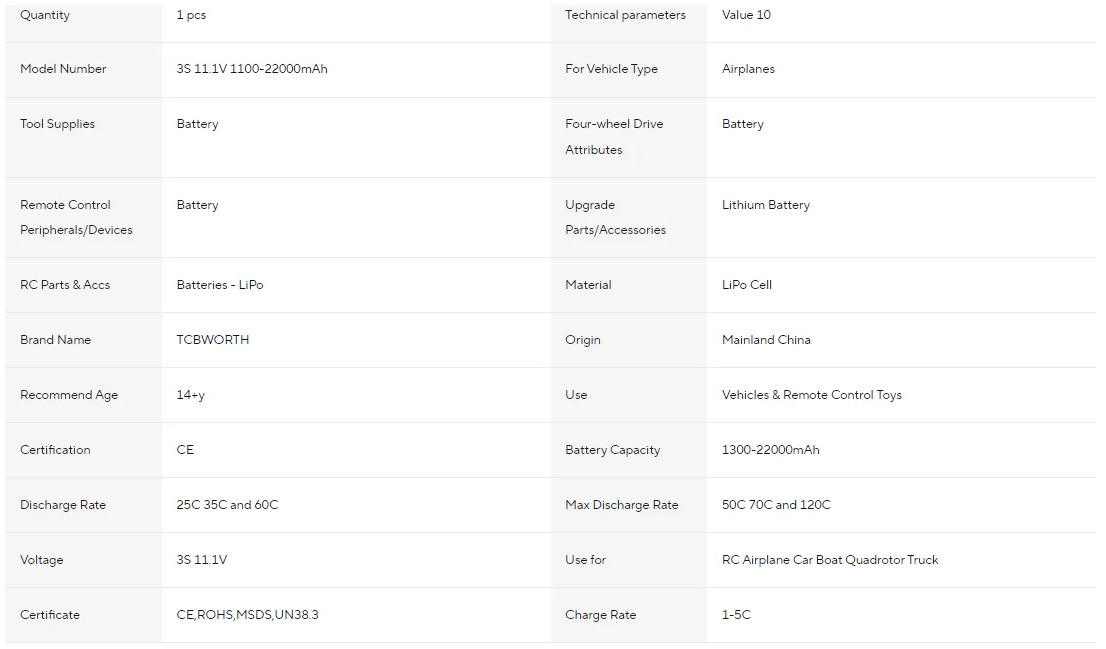 Quantity 1 pcs Technical parameters Value 10
Model Number 3S 11.1V 1100-22000mAh For Vehicle Type Airplanes
Tool Supplies Battery Four-wheel Drive Battery
Attributes
Remote Control Battery Upgrade Lithium Battery
Peripherals/Devices Parts/Accessories
RC Parts & Accs Batteries - LiPo Material LiPo Cell
Brand Name TCBWORTH Origin Mainland China
Recommend Age 14+y Use Vehicles & Remote Control Toys
Certification CE Battery Capacity 1300-22000mAh
Discharge Rate 25C 35C and 60C Max Discharge Rate 50C 70C and 120C
Voltage 3S 11.1V Use for RC Airplane Car Boat Quadrotor Truck
Certificate CE,ROHS,MSDS,UN38.3 Charge Rate 1-5C